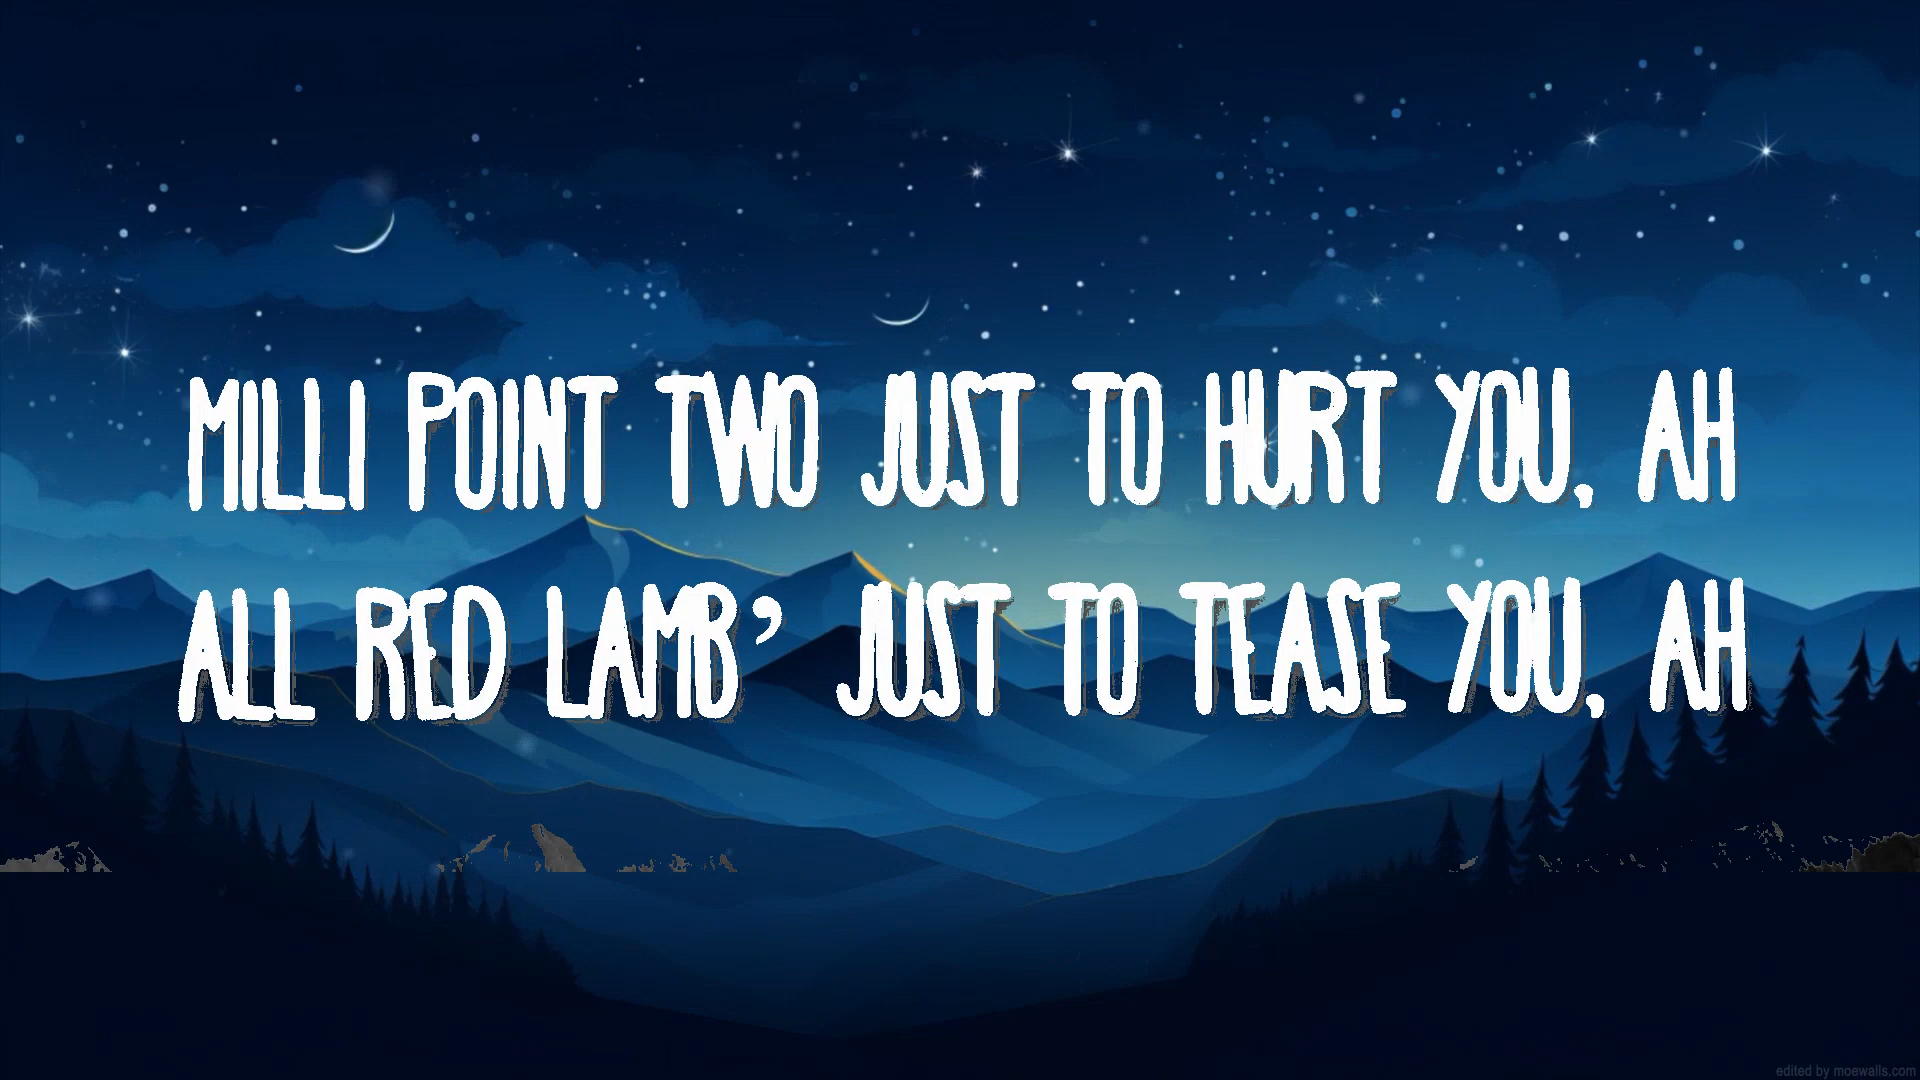 MILLI POINT TWO JUST TO HURT YOU, AH
ALL RED LAMB’ JUST TO TEASE YOU, AH
edited by moewalls.com